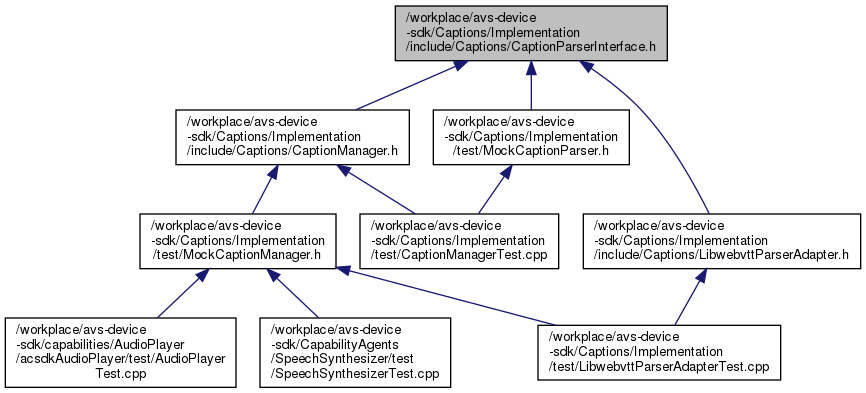 /workplace/avs-device
-sdk/Captions/Implementation
/include/Captions/CaptionParserInterface.h
/workplace/avs-device
-sdk/Captions/Implementation
/include/Captions/CaptionManager.h
/workplace/avs-device
-sdk/Captions/Implementation
/test/MockCaptionParser.h
/workplace/avs-device
-sdk/Captions/Implementation
/test/MockCaptionManager.h
/workplace/avs-device
-sdk/Captions/Implementation
/test/CaptionManagerTest.cpp
/workplace/avs-device
-sdk/Captions/Implementation
/include/Captions/LibwebvttParserAdapter.h
/workplace/avs-device
-sdk/capabilities/AudioPlayer
/acsdkAudioPlayer/test/AudioPlayer
Test.cpp
/workplace/avs-device
-sdk/CapabilityAgents
/SpeechSynthesizer/test
/SpeechSynthesizerTest.cpp
/workplace/avs-device
-sdk/Captions/Implementation
/test/LibwebvttParserAdapterTest.cpp